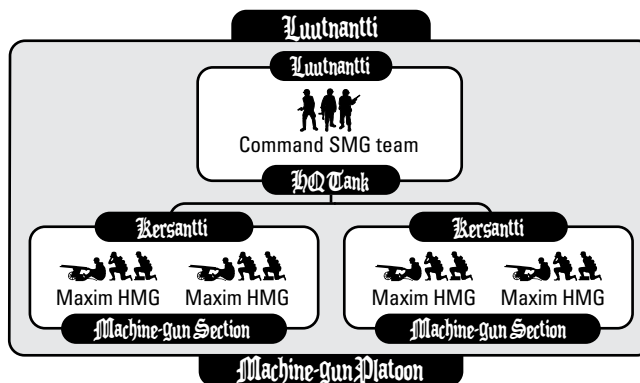 Luutnantti
Luutnantti
Command SMG team
HQ Tank
Kersantti
Kersantti
Maxim HMG Maxim HMG
Maxim HMG Maxim HMG
Machine-gun Section
Machine-gun Section
Machine-gun Platoon